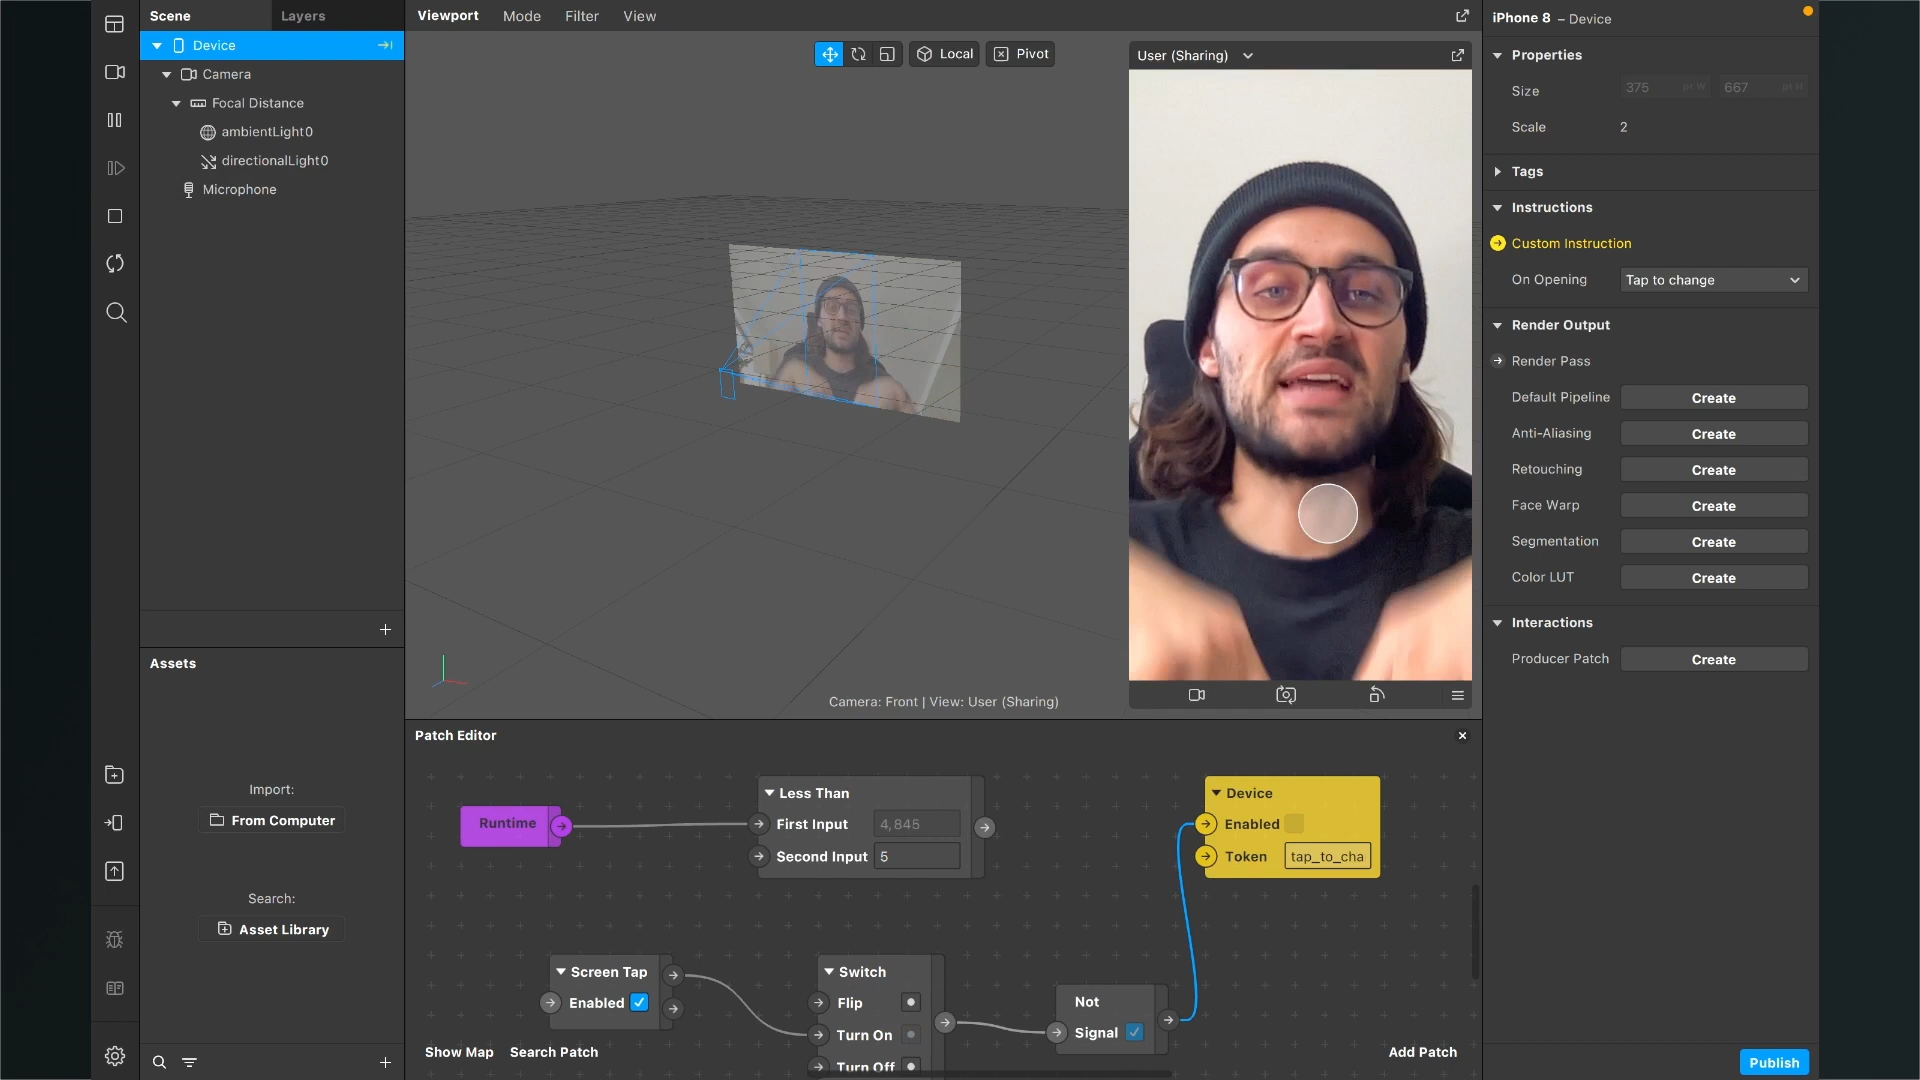 Scene
Layers
Device
Camera
Focal Distance
ambientLight0
directionalLight0
Microphone
Assets
Import:
From Computer
Search:
Asset Library
Viewport
Mode
Filter
View
Local
Pivot
User (Sharing)
Camera: Front | View: User (Sharing)
Patch Editor
Runtime
Less Than
First Input 4,845
Second Input 5
Device
Enabled
Token tap_to_cha
Screen Tap
Enabled
Switch
Flip
Turn On
Turn Off
Not
Signal
Show Map
Search Patch
Add Patch
iPhone 8 – Device
Properties
Size 375 pt W 667 pt H
Scale 2
Tags
Instructions
Custom Instruction
On Opening Tap to change
Render Output
Render Pass
Default Pipeline Create
Anti-Aliasing Create
Retouching Create
Face Warp Create
Segmentation Create
Color LUT Create
Interactions
Producer Patch Create
Publish